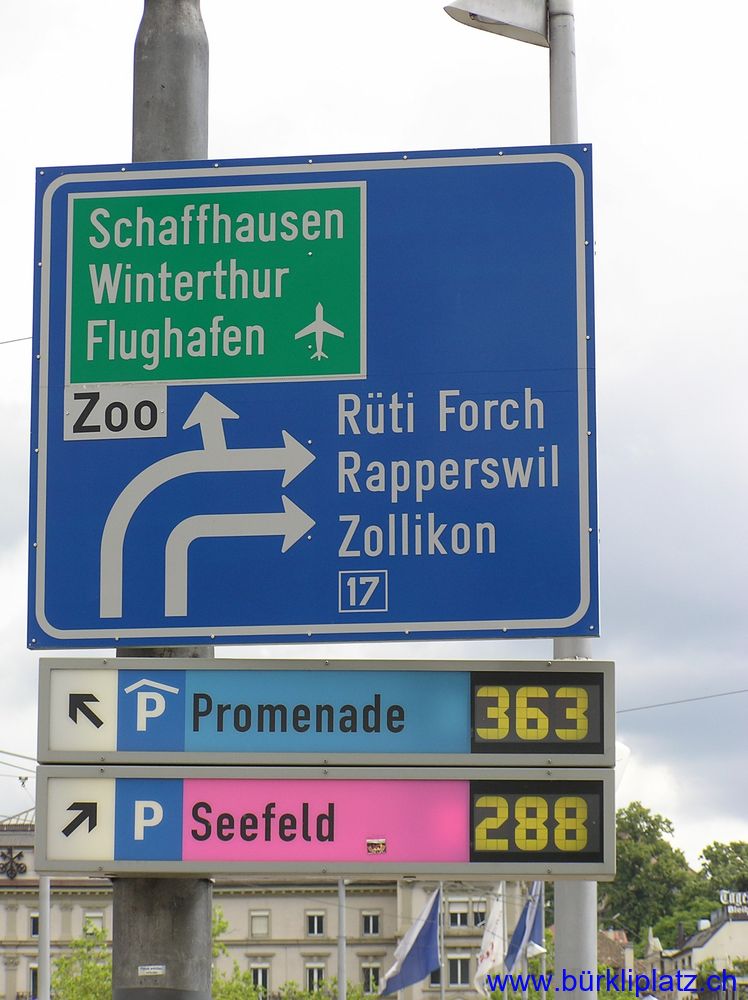 Schaffhausen
Winterthur
Flughafen
Zoo
Rüti Forch
Rapperswil
Zollikon
17
P Promenade 363
P Seefeld 288
www.bürkliplatz.ch